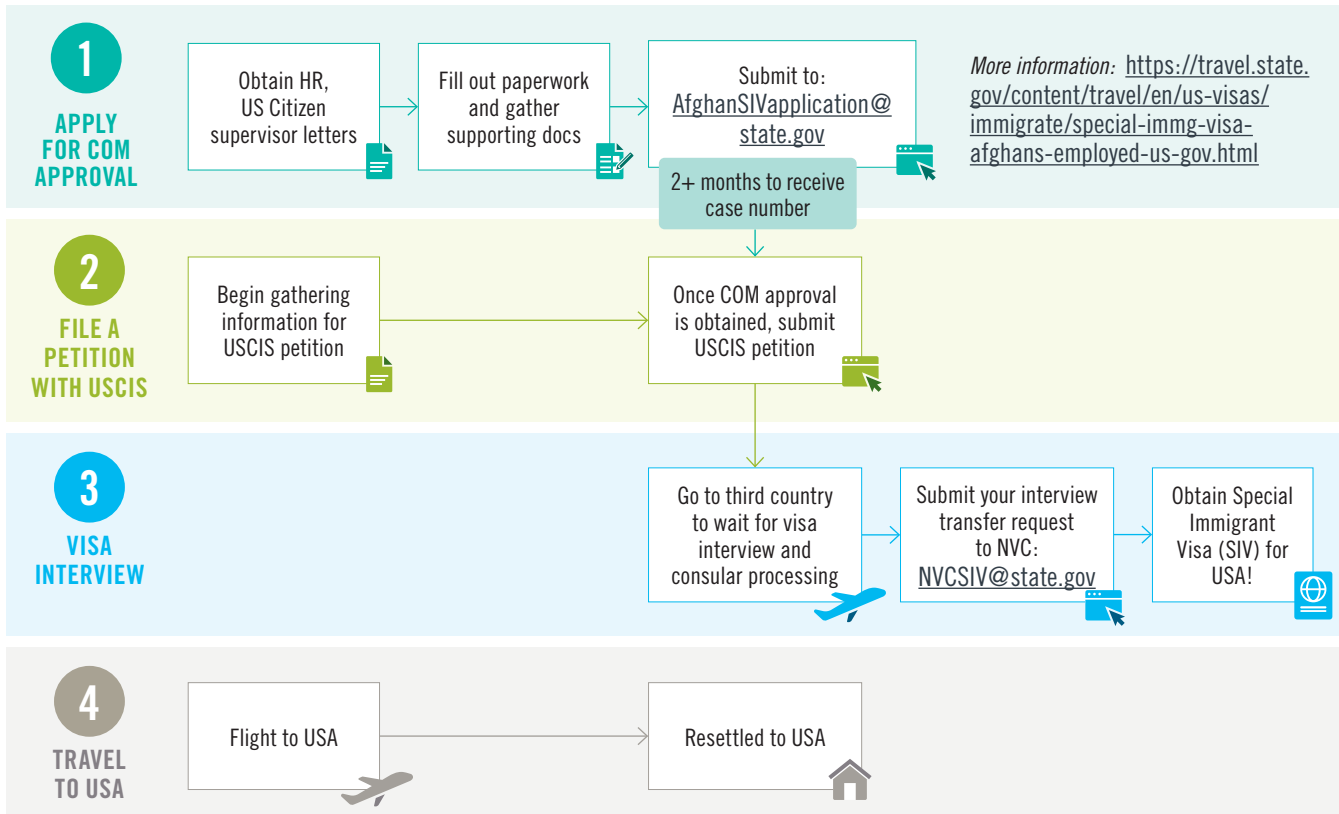 1
APPLY
FOR COM
APPROVAL
Obtain HR,
US Citizen
supervisor letters
Fill out paperwork
and gather
supporting docs
Submit to:
AfghanSIVapplication@
state.gov
More information: https://travel.state.
gov/content/travel/en/us-visas/
immigrate/special-immg-visa-
afghans-employed-us-gov.html
2+ months to receive
case number
2
FILE A
PETITION
WITH USCIS
Begin gathering
information for
USCIS petition
Once COM approval
is obtained, submit
USCIS petition
3
VISA
INTERVIEW
Go to third country
to wait for visa
interview and
consular processing
Submit your interview
transfer request
to NVC:
NVCSIV@state.gov
Obtain Special
Immigrant
Visa (SIV) for
USA!
4
TRAVEL
TO USA
Flight to USA
Resettled to USA